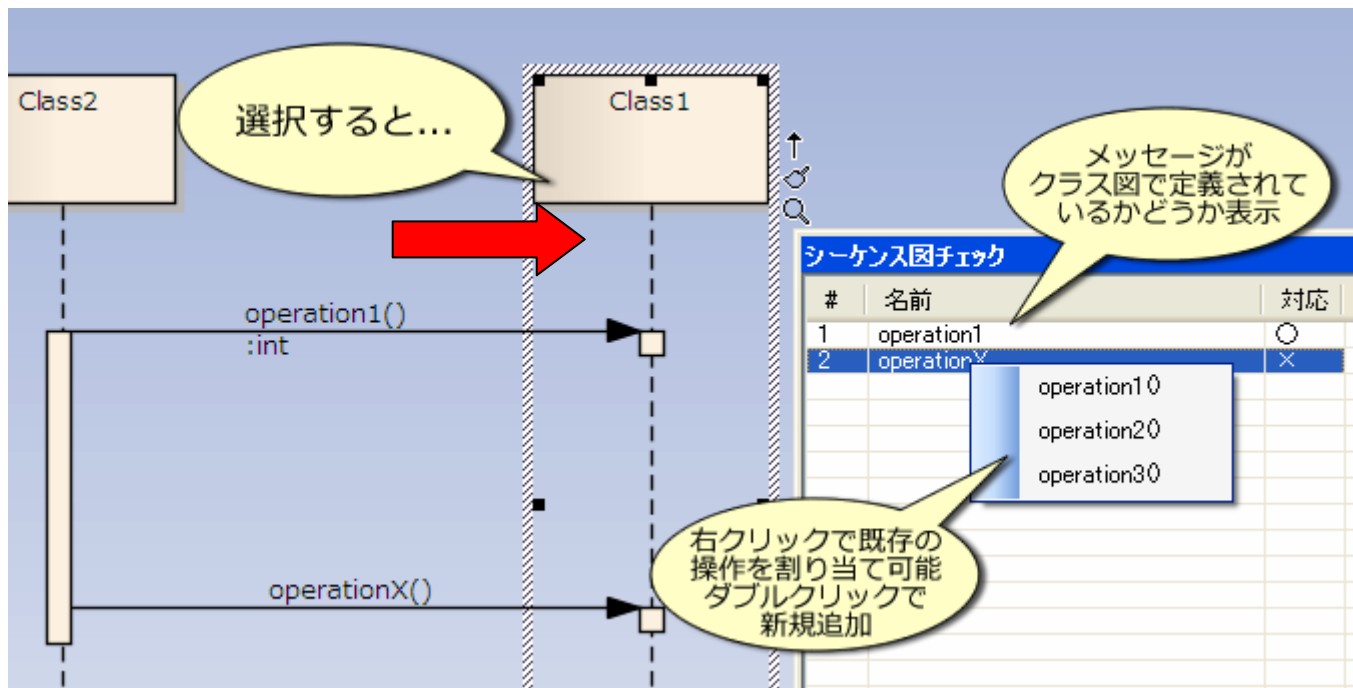 Class2
選択すると...
Class1
メッセージが
クラス図で定義されて
いるかどうか表示
シーケンス図チェック
# 名前 対応
1 operation1 ○
2 operationX ×
operation1()
:int
operation1()
operation2()
operation3()
右クリックで既存の
操作を割り当て可能
ダブルクリックで
新規追加
operationX()